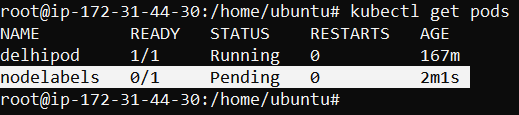 root@ip-172-31-44-30:/home/ubuntu# kubectl get pods
NAME READY STATUS RESTARTS AGE
delhipod 1/1 Running 0 167m
nodelabels 0/1 Pending 0 2m1s
root@ip-172-31-44-30:/home/ubuntu#